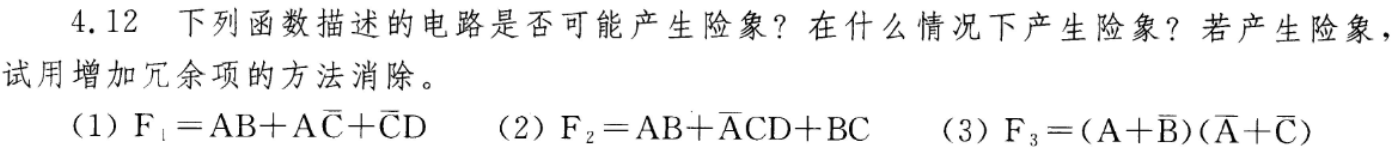 4.12 下列函数描述的电路是否可能产生险象？在什么情况下产生险象？若产生险象，
试用增加冗余项的方法消除。
(1) F₁=AB+AC̅+C̅D (2) F₂=AB+A̅CD+BC (3) F₃=(A+B̅)(A̅+C̅)